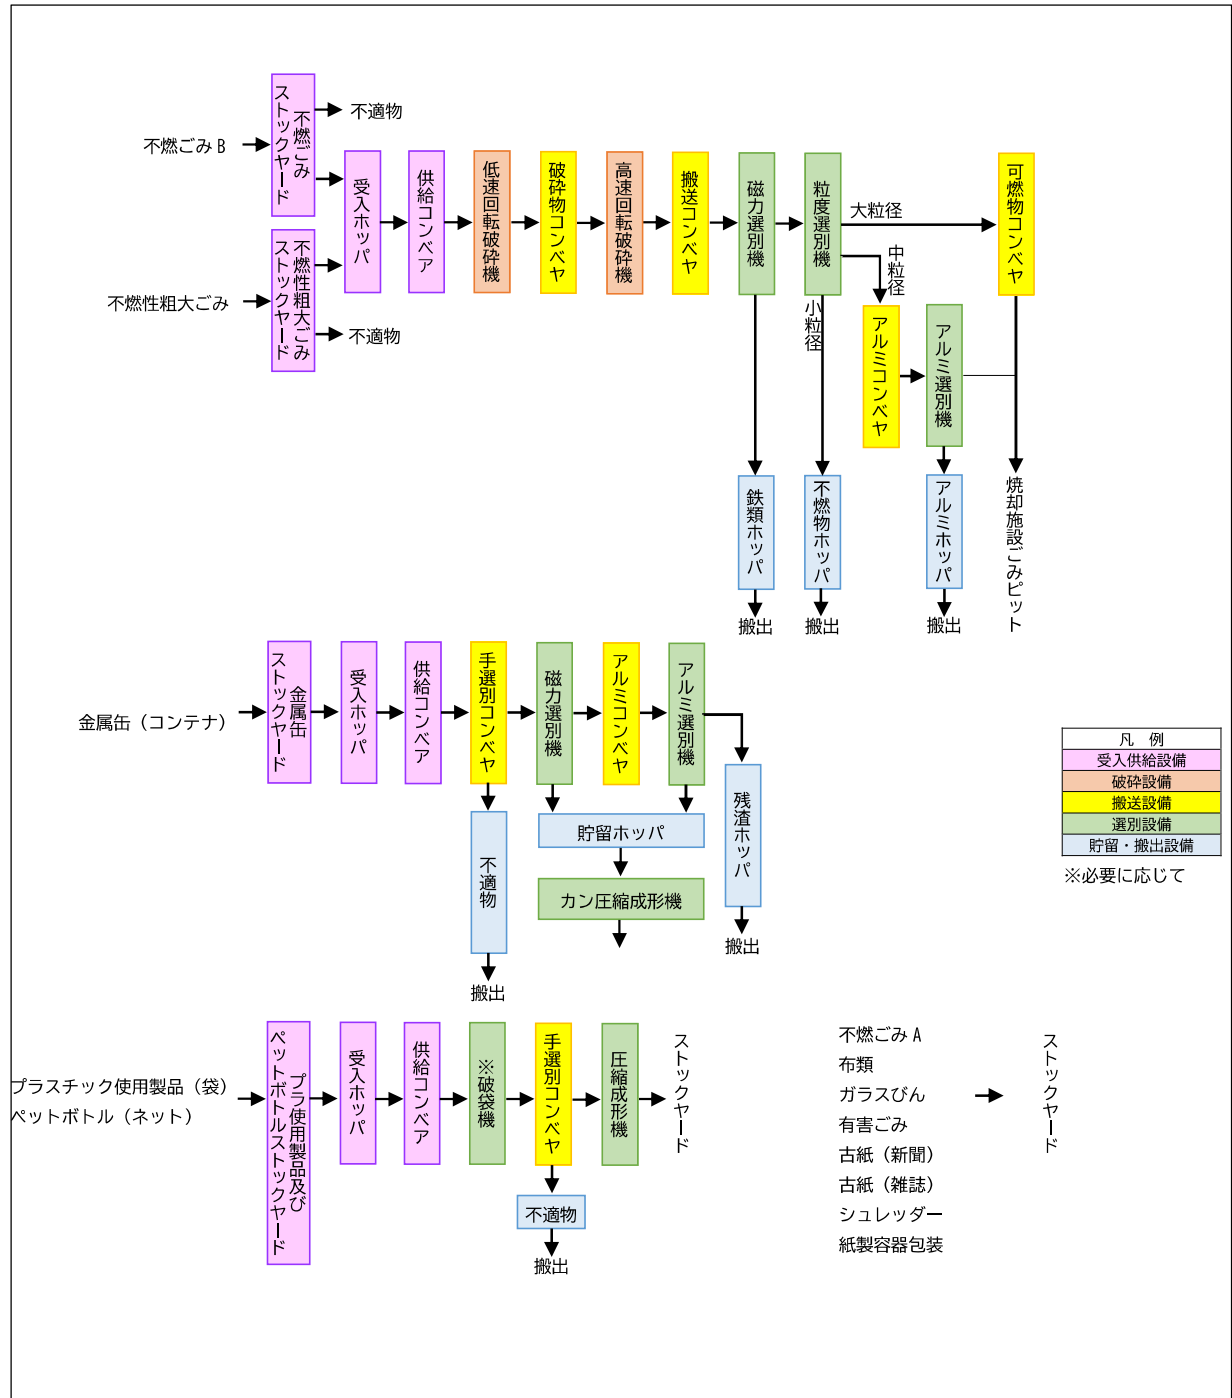 不燃ごみ B
不燃ごみ
ストックヤード
不適物
不燃性粗大ごみ
不燃性粗大ごみ
ストックヤード
不適物
受入ホッパ
供給コンベア
低速回転破砕機
破砕物コンベヤ
高速回転破砕機
搬送コンベヤ
磁力選別機
粒度選別機
大粒径
中粒径
小粒径
可燃物コンベヤ
アルミコンベヤ
アルミ選別機
鉄類ホッパ
不燃物ホッパ
アルミホッパ
焼却施設ごみピット
搬出
搬出
搬出
金属缶（コンテナ）
金属缶
ストックヤード
受入ホッパ
供給コンベア
手選別コンベヤ
磁力選別機
アルミコンベヤ
アルミ選別機
不適物
搬出
貯留ホッパ
カン圧縮成形機
残渣ホッパ
搬出
凡　例
受入供給設備
破砕設備
搬送設備
選別設備
貯留・搬出設備
※必要に応じて
プラスチック使用製品（袋）
ペットボトル（ネット）
プラ使用製品及び
ペットボトルストックヤード
受入ホッパ
供給コンベア
※破袋機
手選別コンベヤ
圧縮成形機
ストックヤード
不適物
搬出
不燃ごみ A
布類
ガラスびん
有害ごみ
古紙（新聞）
古紙（雑誌）
シュレッダー
紙製容器包装
ストックヤード